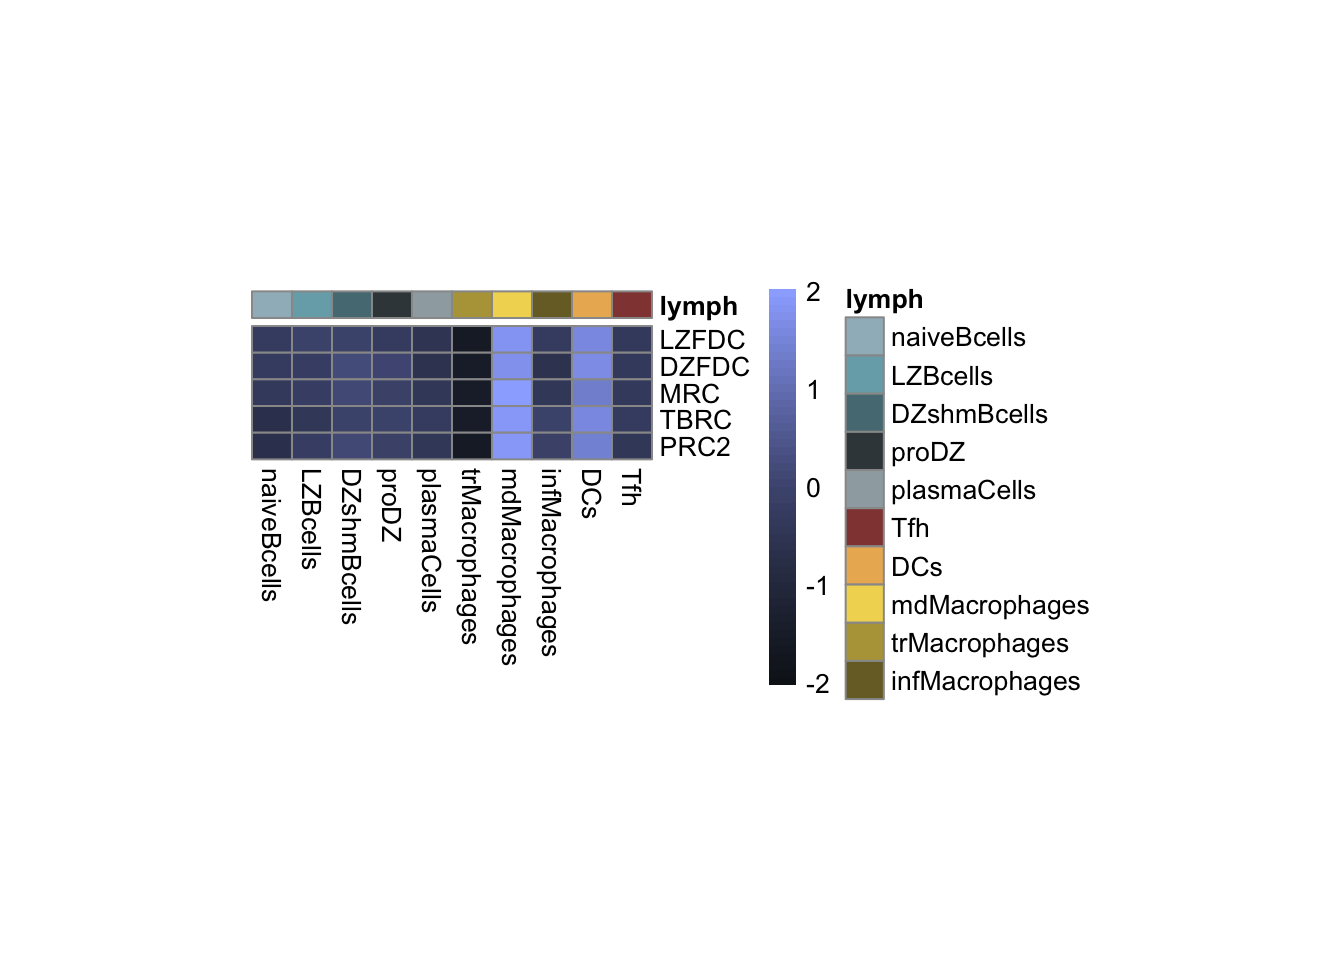 lymph
LZFDC
DZFDC
MRC
TBRC
PRC2
naiveBcells
LZBcells
DZshmBcells
proDZ
plasmaCells
trMacrophages
mdMacrophages
infMacrophages
DCs
Tfh
2
1
0
-1
-2
lymph
naiveBcells
LZBcells
DZshmBcells
proDZ
plasmaCells
Tfh
DCs
mdMacrophages
trMacrophages
infMacrophages